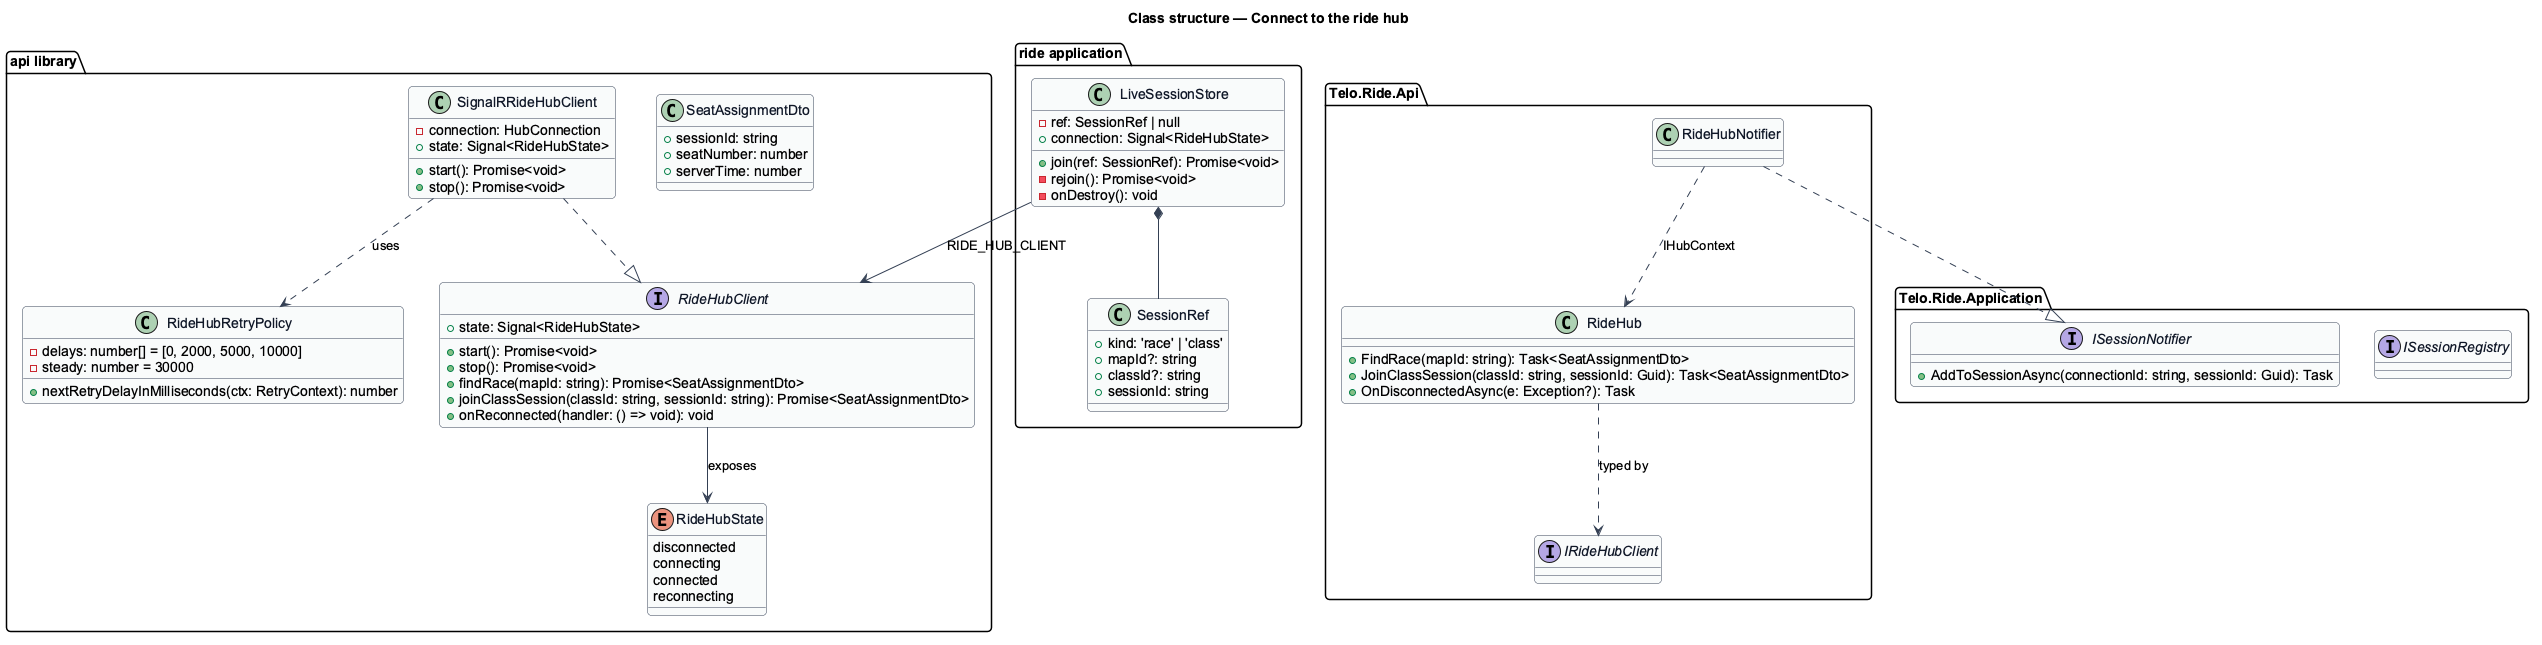 Class structure — Connect to the ride hub
api library
C SignalRRideHubClient
connection: HubConnection
state: Signal<RideHubState>
start(): Promise<void>
stop(): Promise<void>
C SeatAssignmentDto
sessionId: string
seatNumber: number
serverTime: number
uses
C RideHubRetryPolicy
delays: number[] = [0, 2000, 5000, 10000]
steady: number = 30000
nextRetryDelayInMilliseconds(ctx: RetryContext): number
I RideHubClient
state: Signal<RideHubState>
start(): Promise<void>
stop(): Promise<void>
findRace(mapId: string): Promise<SeatAssignmentDto>
joinClassSession(classId: string, sessionId: string): Promise<SeatAssignmentDto>
onReconnected(handler: () => void): void
exposes
E RideHubState
disconnected
connecting
connected
reconnecting
ride application
C LiveSessionStore
ref: SessionRef | null
connection: Signal<RideHubState>
join(ref: SessionRef): Promise<void>
rejoin(): Promise<void>
onDestroy(): void
RIDE_HUB_CLIENT
C SessionRef
kind: 'race' | 'class'
mapId?: string
classId?: string
sessionId: string
Telo.Ride.Api
C RideHubNotifier
IHubContext
C RideHub
FindRace(mapId: string): Task<SeatAssignmentDto>
JoinClassSession(classId: string, sessionId: Guid): Task<SeatAssignmentDto>
OnDisconnectedAsync(e: Exception?): Task
typed by
I IRideHubClient
Telo.Ride.Application
I ISessionNotifier
AddToSessionAsync(connectionId: string, sessionId: Guid): Task
I ISessionRegistry